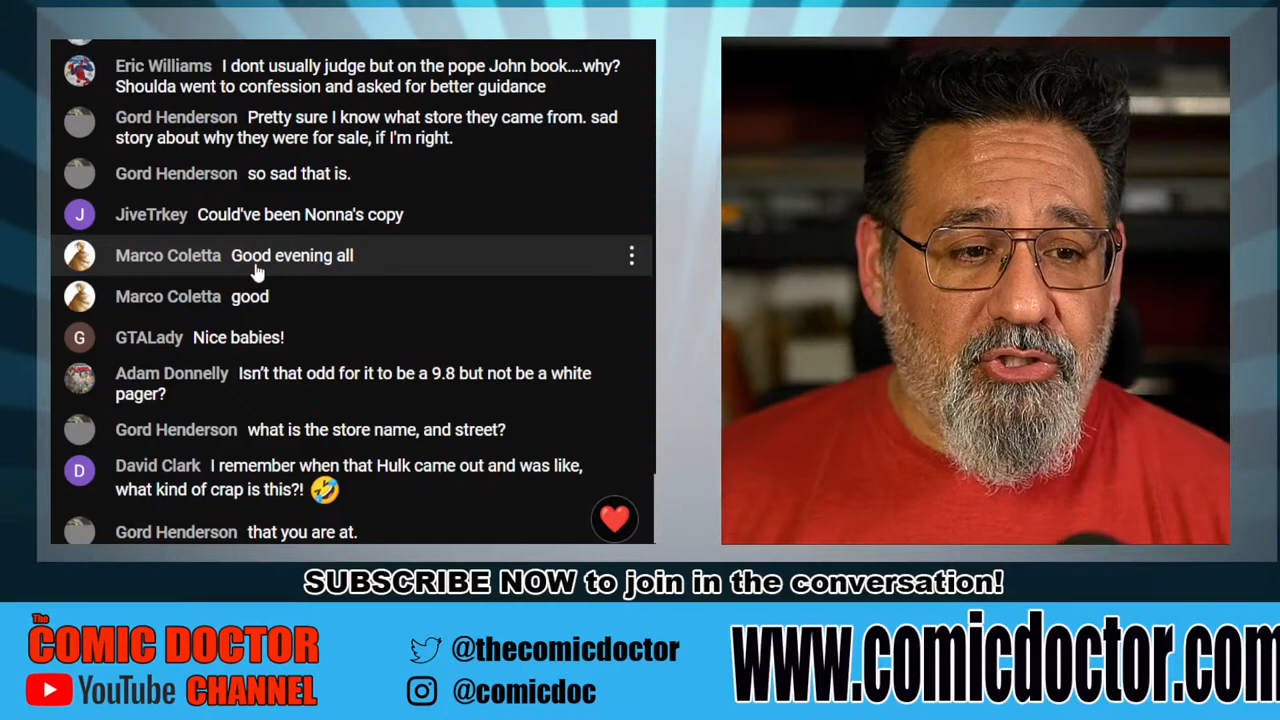 Eric Williams I dont usually judge but on the pope John book....why?
Shoulda went to confession and asked for better guidance
Gord Henderson Pretty sure I know what store they came from. sad
story about why they were for sale, if I'm right.
Gord Henderson so sad that is.
J JiveTrkey Could've been Nonna's copy
Marco Coletta Good evening all
Marco Coletta good
G GTALady Nice babies!
Adam Donnelly Isn't that odd for it to be a 9.8 but not be a white
pager?
Gord Henderson what is the store name, and street?
D David Clark I remember when that Hulk came out and was like,
what kind of crap is this?! 🤣
Gord Henderson that you are at.
SUBSCRIBE NOW to join in the conversation!
The
COMIC DOCTOR
YouTube CHANNEL
@thecomicdoctor
@comicdoc
www.comicdoctor.com